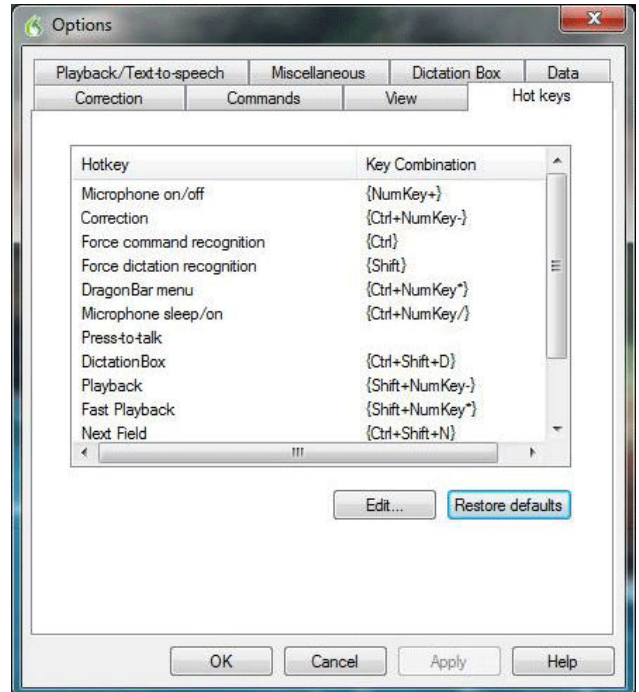 Options
Playback/Text-to-speech Miscellaneous Dictation Box Data
Correction Commands View Hot keys
Hotkey Key Combination
Microphone on/off {NumKey+}
Correction {Ctrl+NumKey-}
Force command recognition {Ctrl}
Force dictation recognition {Shift}
DragonBar menu {Ctrl+NumKey*}
Microphone sleep/on {Ctrl+NumKey/}
Press-to-talk
DictationBox {Ctrl+Shift+D}
Playback {Shift+NumKey-}
Fast Playback {Shift+NumKey*}
Next Field {Ctrl+Shift+N}
Edit... Restore defaults
OK Cancel Apply Help